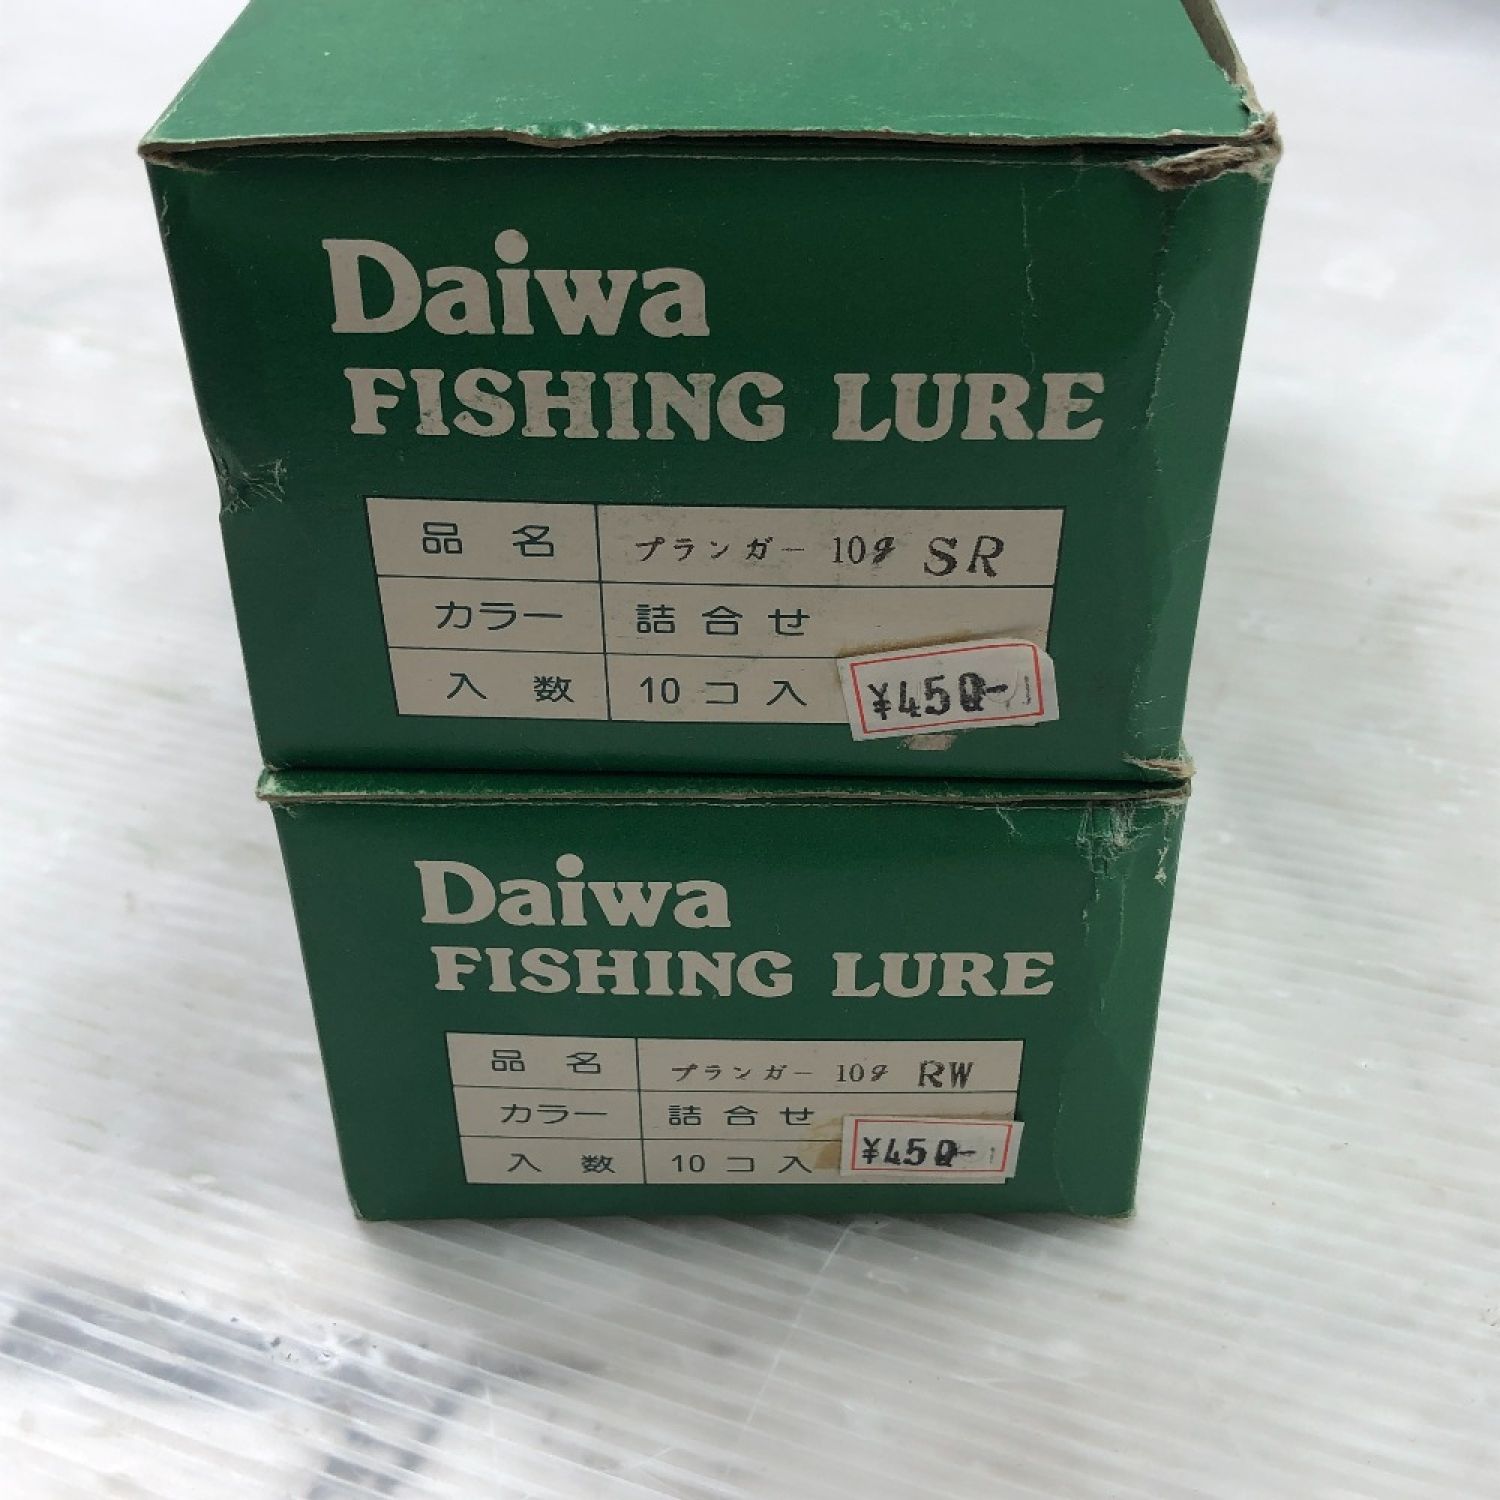 Daiwa
FISHING LURE
品名 プランガー 10g SR
カラー 詰合せ
入数 10コ入
¥450-
Daiwa
FISHING LURE
品名 プランガー 10g RW
カラー 詰合せ
入数 10コ入
¥450-